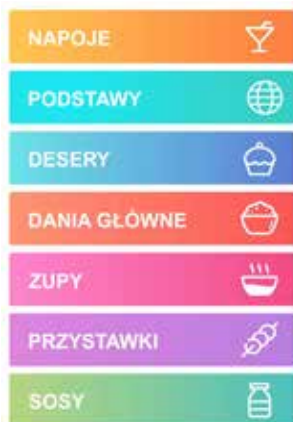 NAPOJE
PODSTAWY
DESERY
DANIA GŁÓWNE
ZUPY
PRZYSTAWKI
SOSY